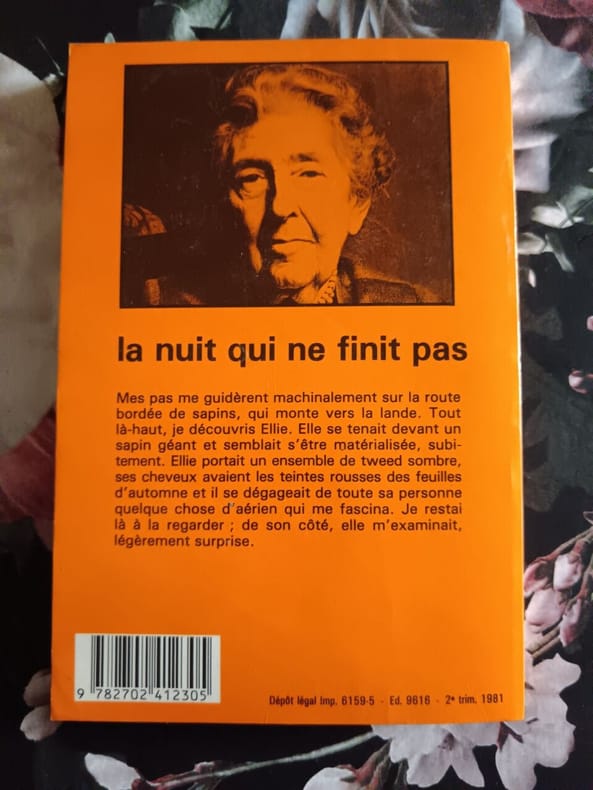 la nuit qui ne finit pas
Mes pas me guidèrent machinalement sur la route
bordée de sapins, qui monte vers la lande. Tout
là-haut, je découvris Ellie. Elle se tenait devant un
sapin géant et semblait s'être matérialisée, subi-
tement. Ellie portait un ensemble de tweed sombre,
ses cheveux avaient les teintes rousses des feuilles
d'automne et il se dégageait de toute sa personne
quelque chose d'aérien qui me fascina. Je restai
là à la regarder ; de son côté, elle m'examinait,
légèrement surprise.
9 782702 412305
Dépôt légal Imp. 6159-5 - Ed. 9616 - 2e trim. 1981